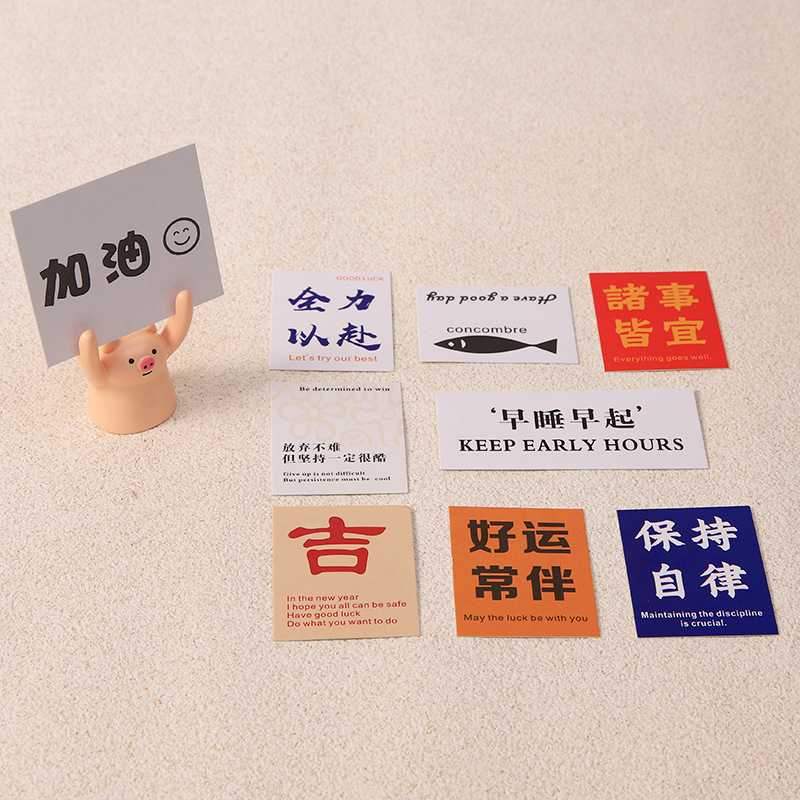 加油
GOOD LUCK
全力
以赴
Let's try our best
Have a good day
concombre
諸事
皆宜
Everything goes well.
Be determined to win
放弃不难
但坚持一定很酷
Give up is not difficult
But persistence must be cool
'早睡早起'
KEEP EARLY HOURS
吉
In the new year
I hope you all can be safe
Have good luck
Do what you want to do
好运
常伴
May the luck be with you
保持
自律
Maintaining the discipline
is crucial.